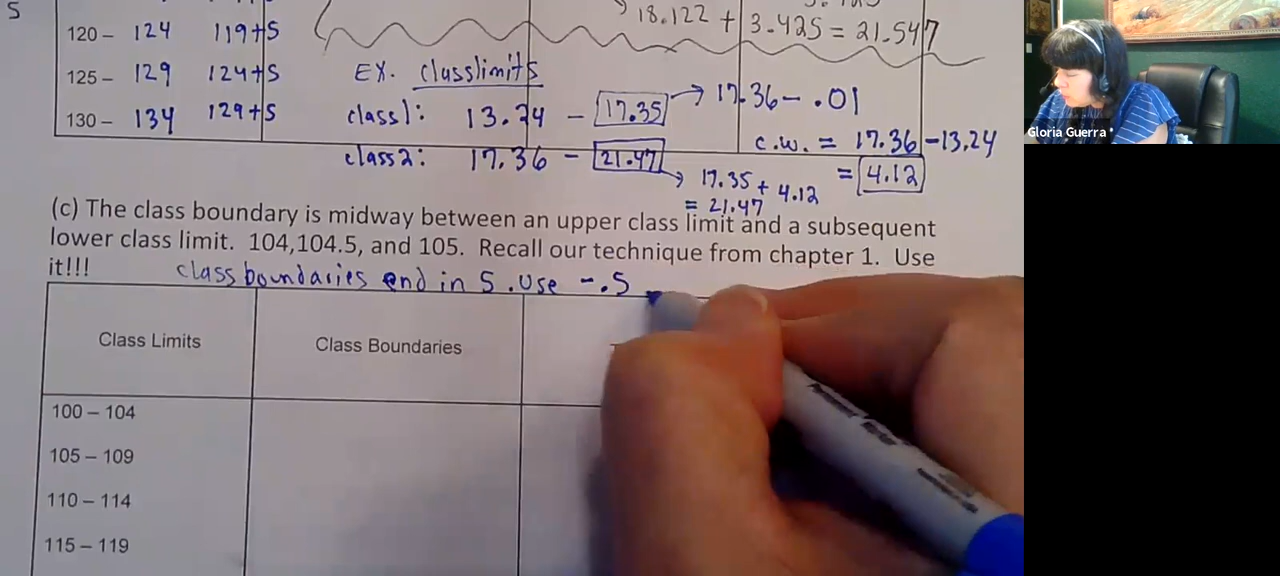 S
18.122 + 3.425 = 21.547
120 – 124 119+5
125 – 129 124+5
130 – 134 129+5
EX. classlimits
class1: 13.24 – 17.35 → 17.36 – .01
c.w. = 17.36 – 13.24
= 4.12
class2: 17.36 – 21.47 → 17.35 + 4.12
= 21.47
(c) The class boundary is midway between an upper class limit and a subsequent
lower class limit. 104,104.5, and 105. Recall our technique from chapter 1. Use
it!!! class boundaries end in 5. Use -.5
Class Limits Class Boundaries
100 – 104
105 – 109
110 – 114
115 – 119
Gloria Guerra